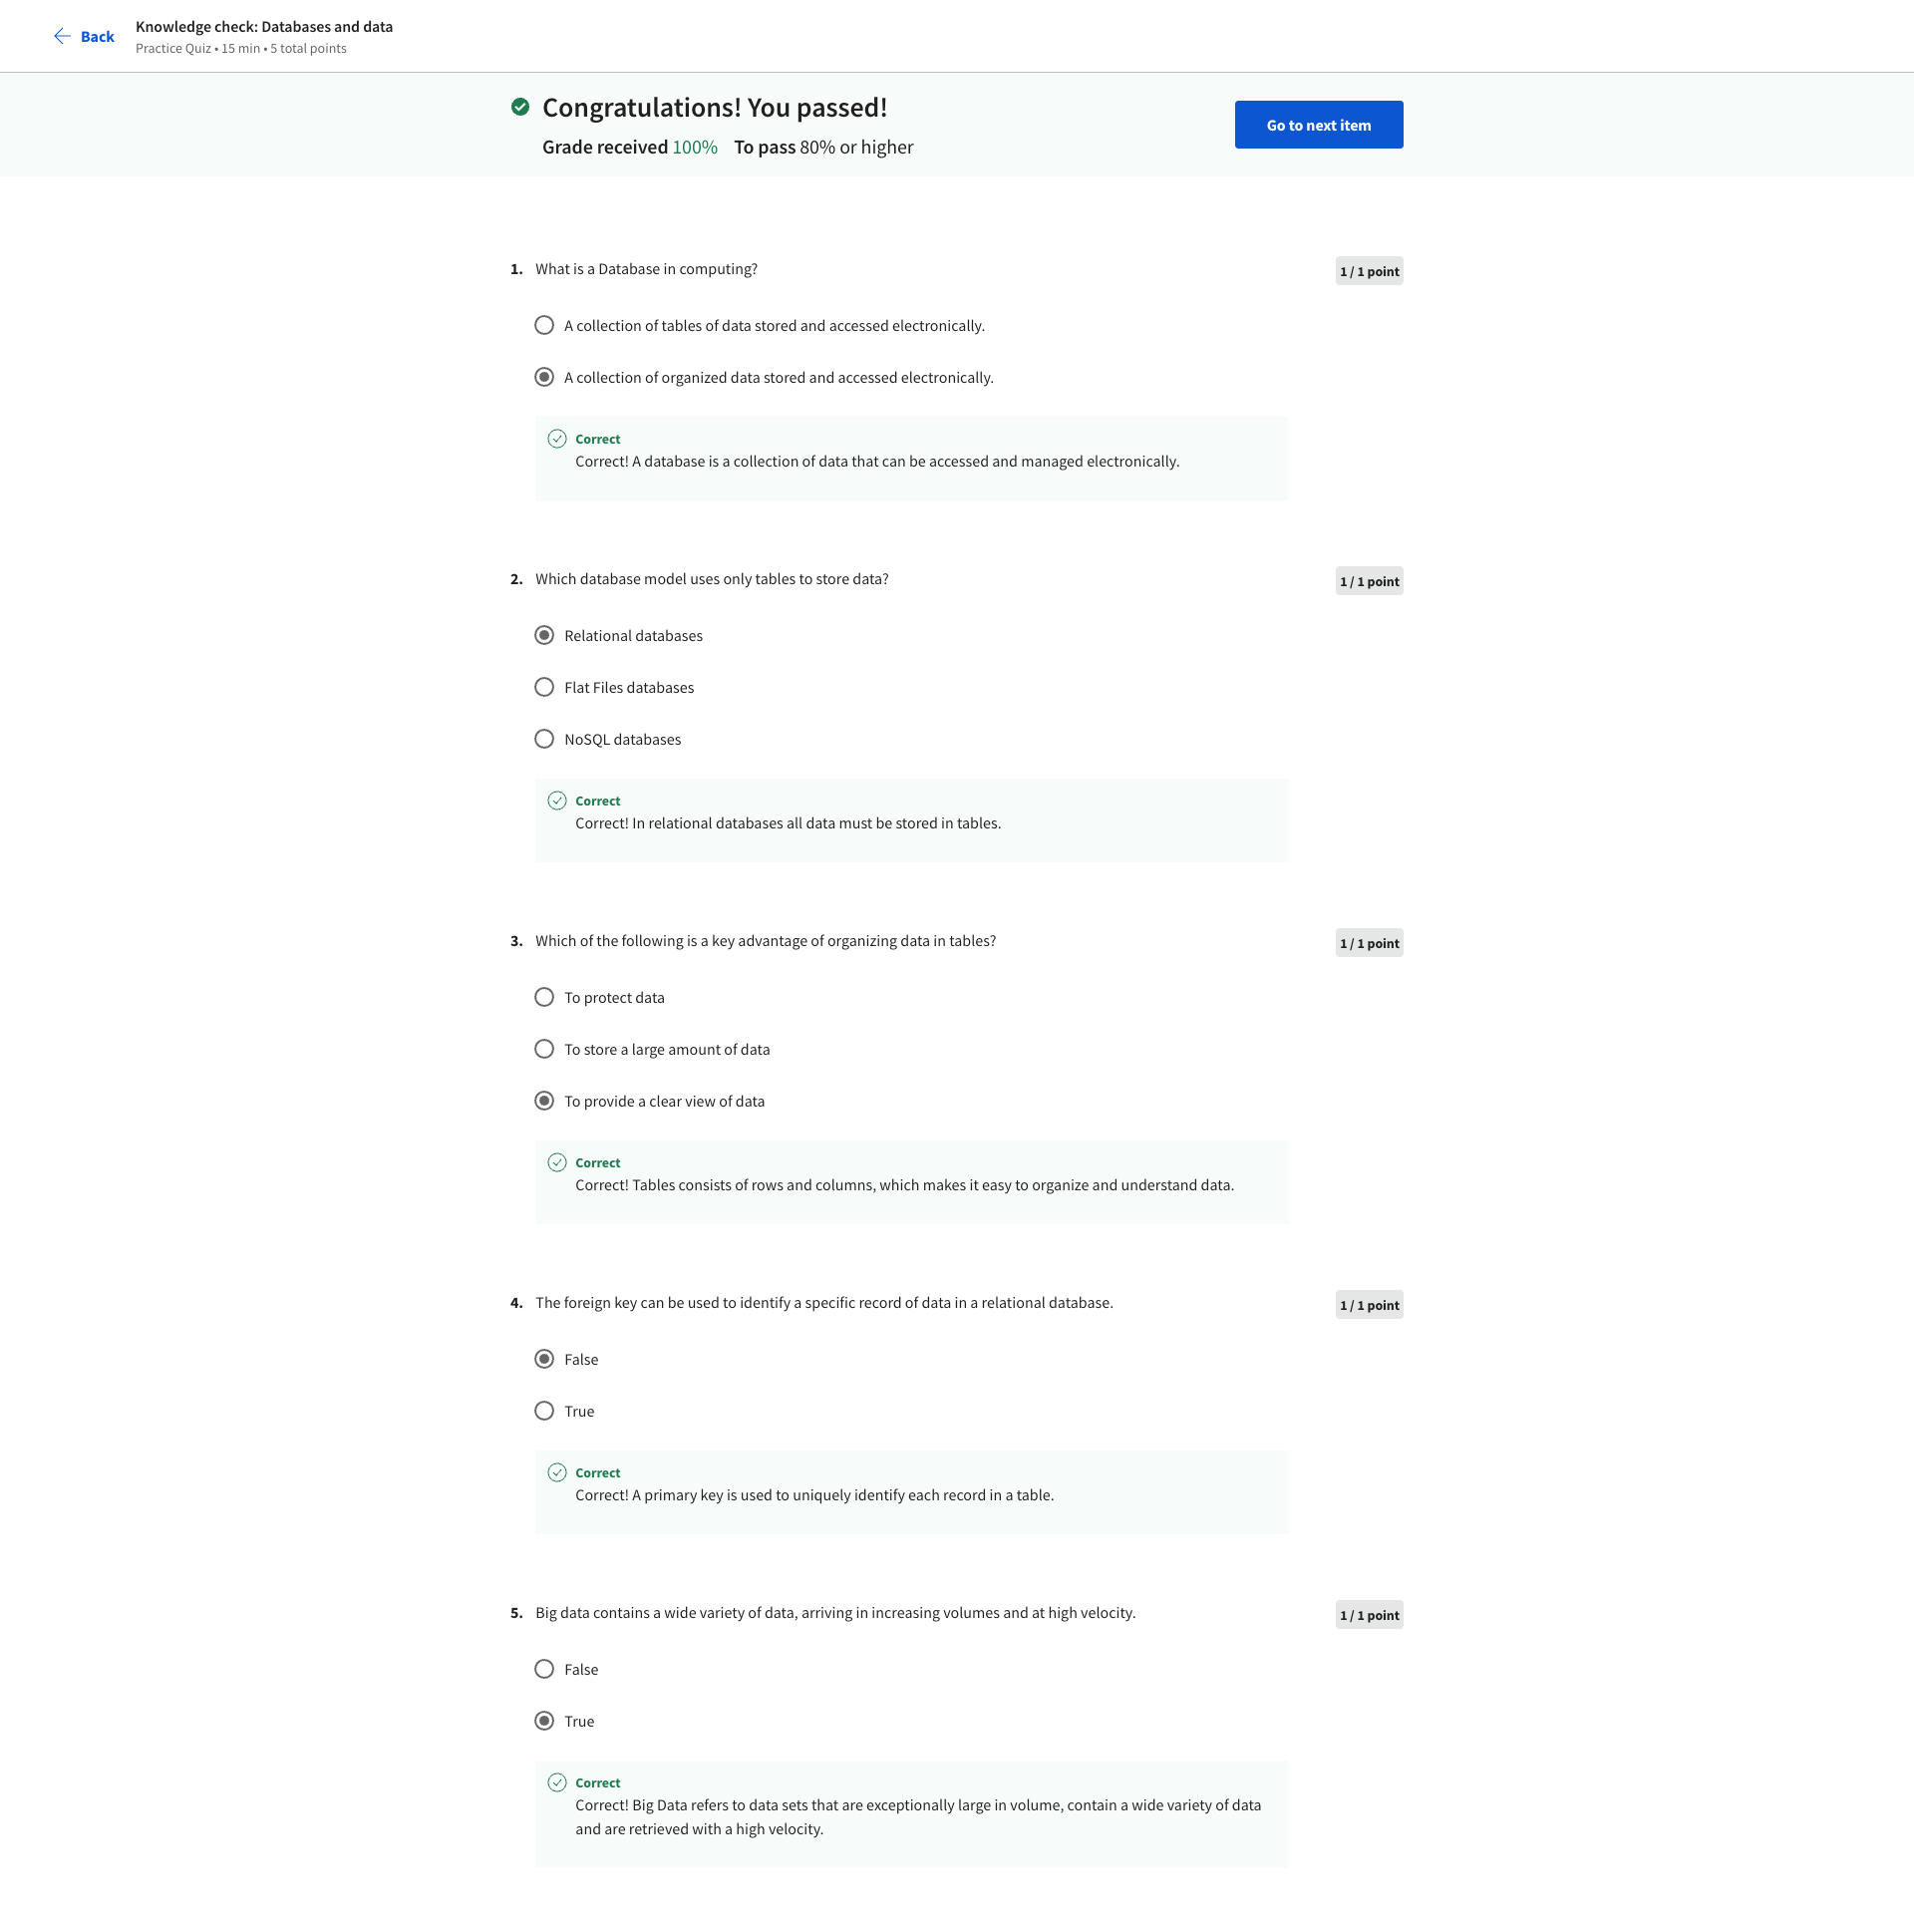 Back
Knowledge check: Databases and data
Practice Quiz • 15 min • 5 total points
Congratulations! You passed!
Grade received 100% To pass 80% or higher
Go to next item
1. What is a Database in computing?
1 / 1 point
A collection of tables of data stored and accessed electronically.
A collection of organized data stored and accessed electronically.
Correct
Correct! A database is a collection of data that can be accessed and managed electronically.
2. Which database model uses only tables to store data?
1 / 1 point
Relational databases
Flat Files databases
NoSQL databases
Correct
Correct! In relational databases all data must be stored in tables.
3. Which of the following is a key advantage of organizing data in tables?
1 / 1 point
To protect data
To store a large amount of data
To provide a clear view of data
Correct
Correct! Tables consists of rows and columns, which makes it easy to organize and understand data.
4. The foreign key can be used to identify a specific record of data in a relational database.
1 / 1 point
False
True
Correct
Correct! A primary key is used to uniquely identify each record in a table.
5. Big data contains a wide variety of data, arriving in increasing volumes and at high velocity.
1 / 1 point
False
True
Correct
Correct! Big Data refers to data sets that are exceptionally large in volume, contain a wide variety of data
and are retrieved with a high velocity.